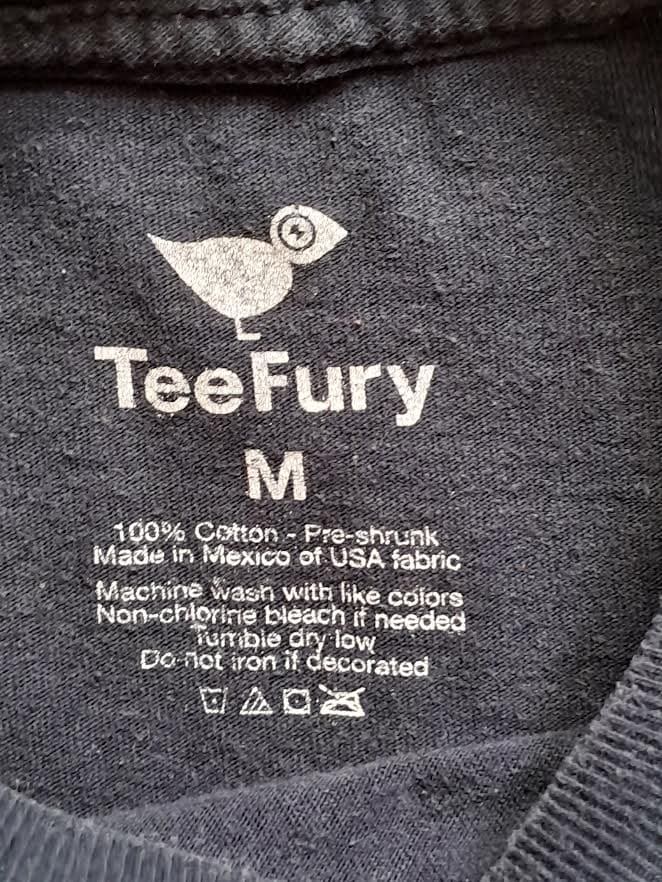 TeeFury
M
100% Cotton - Pre-shrunk
Made in Mexico of USA fabric
Machine wash with like colors
Non-chlorine bleach if needed
Tumble dry low
Do not iron if decorated